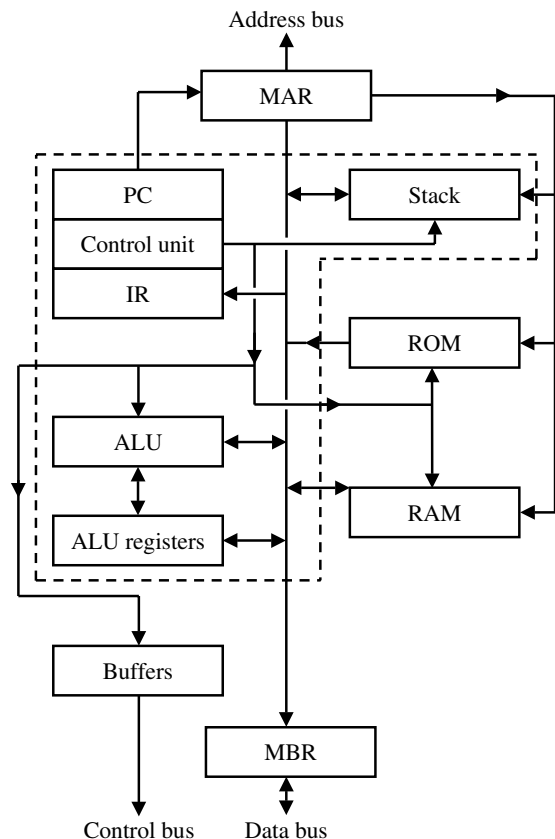 Address bus
MAR
PC
Stack
Control unit
IR
ROM
ALU
RAM
ALU registers
Buffers
MBR
Control bus
Data bus